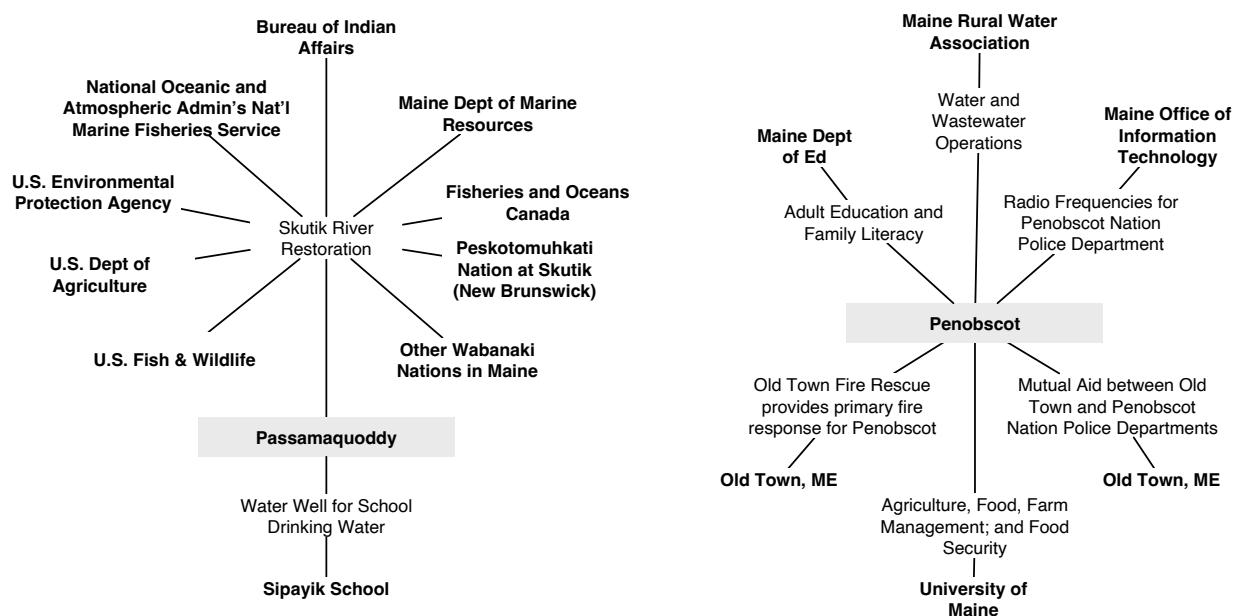 Bureau of Indian
Affairs
National Oceanic and
Atmospheric Admin's Nat'l
Marine Fisheries Service
Maine Dept of Marine
Resources
U.S. Environmental
Protection Agency
Fisheries and Oceans
Canada
Skutik River
Restoration
Peskotomuhkati
Nation at Skutik
(New Brunswick)
U.S. Dept of
Agriculture
U.S. Fish & Wildlife
Other Wabanaki
Nations in Maine
Passamaquoddy
Water Well for School
Drinking Water
Sipayik School
Maine Rural Water
Association
Water and
Wastewater
Operations
Maine Dept
of Ed
Maine Office of
Information
Technology
Adult Education and
Family Literacy
Radio Frequencies for
Penobscot Nation
Police Department
Penobscot
Old Town Fire Rescue
provides primary fire
response for Penobscot
Mutual Aid between Old
Town and Penobscot
Nation Police Departments
Old Town, ME
Old Town, ME
Agriculture, Food, Farm
Management; and Food
Security
University of
Maine